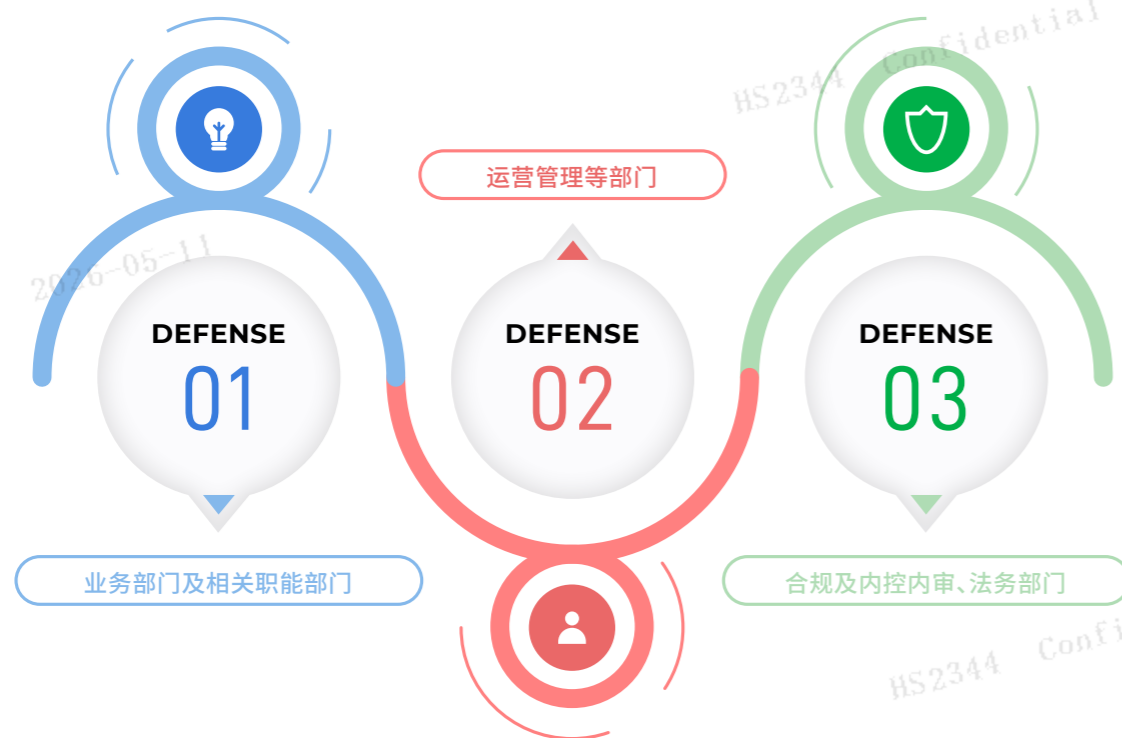 HS2344 Confidential
运营管理等部门
2026-05-11
DEFENSE
01
DEFENSE
02
DEFENSE
03
业务部门及相关职能部门
合规及内控内审、法务部门
HS2344 Confi